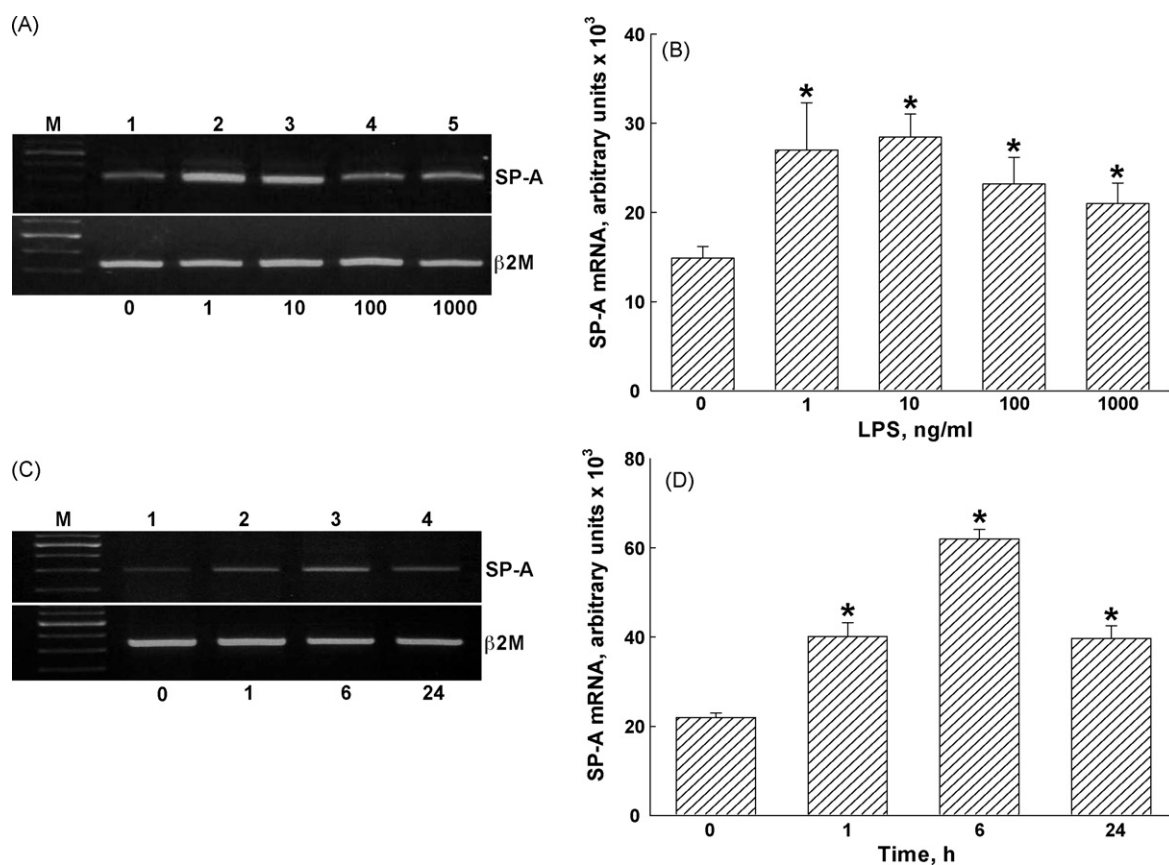 (A)
M 1 2 3 4 5
SP-A
β2M
0 1 10 100 1000
(B)
SP-A mRNA, arbitrary units x 10³
40
30
20
10
0
0 1 10 100 1000
LPS, ng/ml
* * * *
(C)
M 1 2 3 4
SP-A
β2M
0 1 6 24
(D)
SP-A mRNA, arbitrary units x 10³
80
60
40
20
0
0 1 6 24
Time, h
* * *